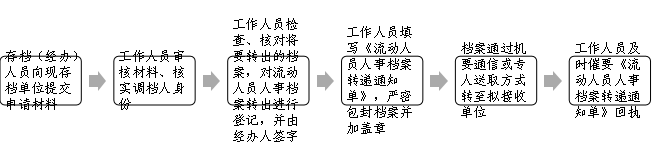 存档（经办）
人员向现存
档单位提交
申请材料
工作人员审
核材料、核
实调档人身
份
工作人员检
查、核对将
要转出的档
案，对流动
人员人事档
案转出进行
登记，并由
经办人签字
工作人员填
写《流动人
员人事档案
转递通知
单》，严密
包封档案并
加盖章
档案通过机
要通信或专
人送取方式
转至拟接收
单位
工作人员及
时催要《流
动人员人事
档案转递通
知单》回执